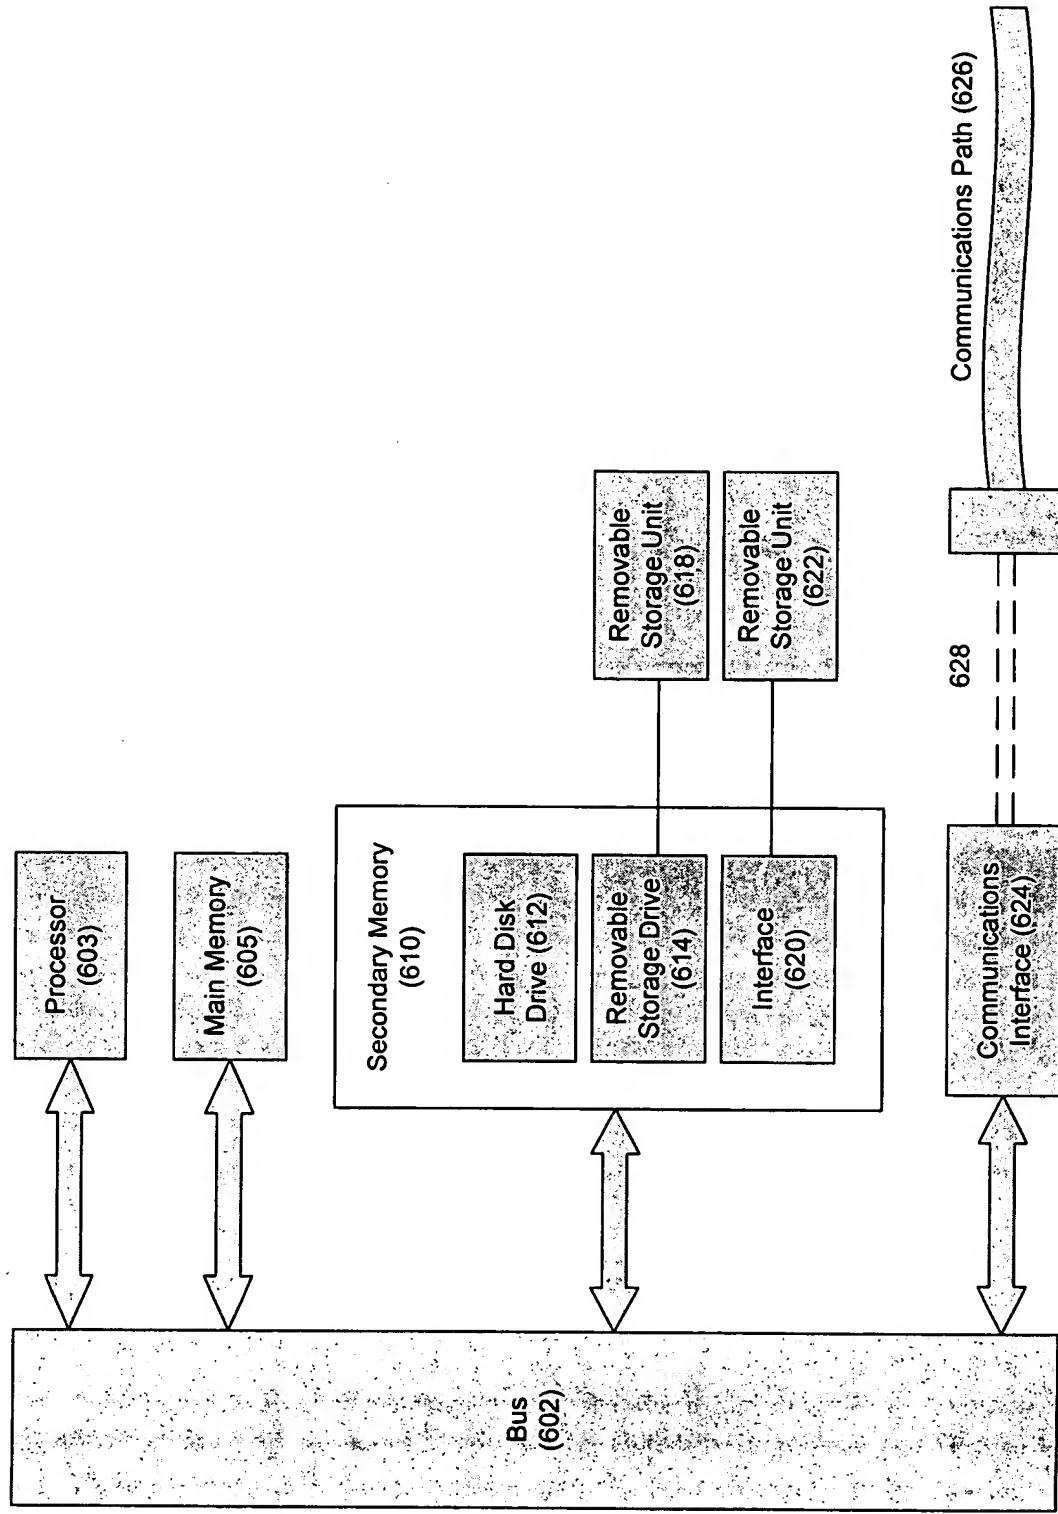 Processor
(603)
Main Memory
(605)
Secondary Memory
(610)
Hard Disk
Drive (612)
Removable
Storage Drive
(614)
Interface
(620)
Removable
Storage Unit
(618)
Removable
Storage Unit
(622)
Communications
Interface (624)
628
Communications Path (626)
Bus
(602)